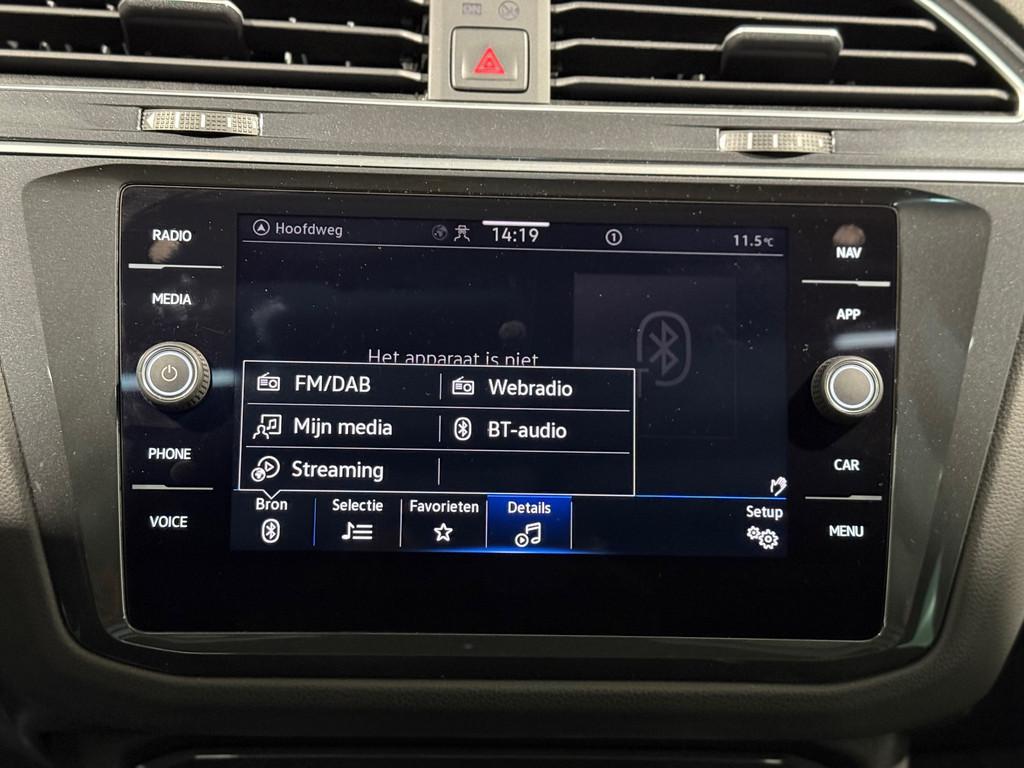 RADIO
MEDIA
PHONE
VOICE
Hoofdweg
14:19
1
11.5°C
Het apparaat is niet
FM/DAB
Webradio
Mijn media
BT-audio
Streaming
Bron
Selectie
Favorieten
Details
Setup
NAV
APP
CAR
MENU